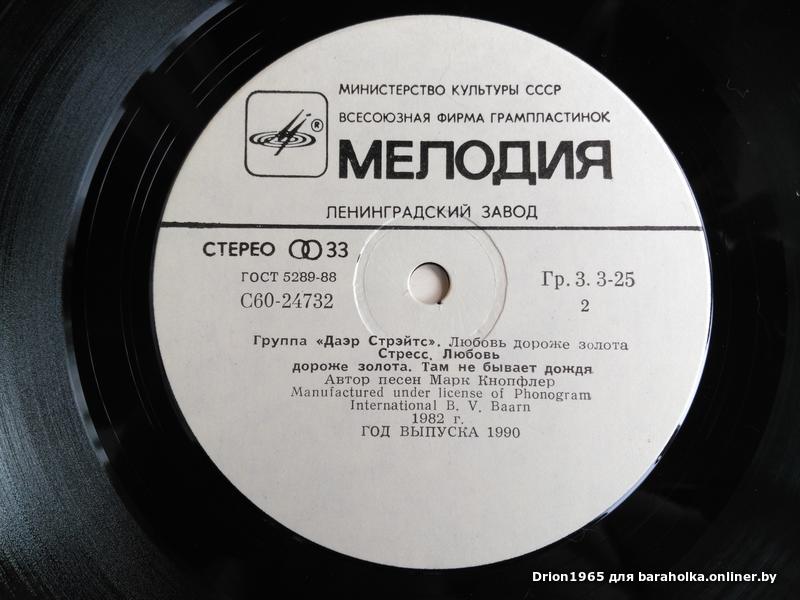 МИНИСТЕРСТВО КУЛЬТУРЫ СССР
ВСЕСОЮЗНАЯ ФИРМА ГРАМПЛАСТИНОК
®
МЕЛОДИЯ
ЛЕНИНГРАДСКИЙ ЗАВОД
СТЕРЕО 33
ГОСТ 5289-88
С60-24732
Гр. 3. 3-25
2
Группа «Даэр Стрэйтс». Любовь дороже золота
Стресс. Любовь
дороже золота. Там не бывает дождя
Автор песен Марк Кнопфлер
Manufactured under license of Phonogram
International B. V. Baarn
1982 г.
ГОД ВЫПУСКА 1990
Drion1965 для baraholka.onliner.by